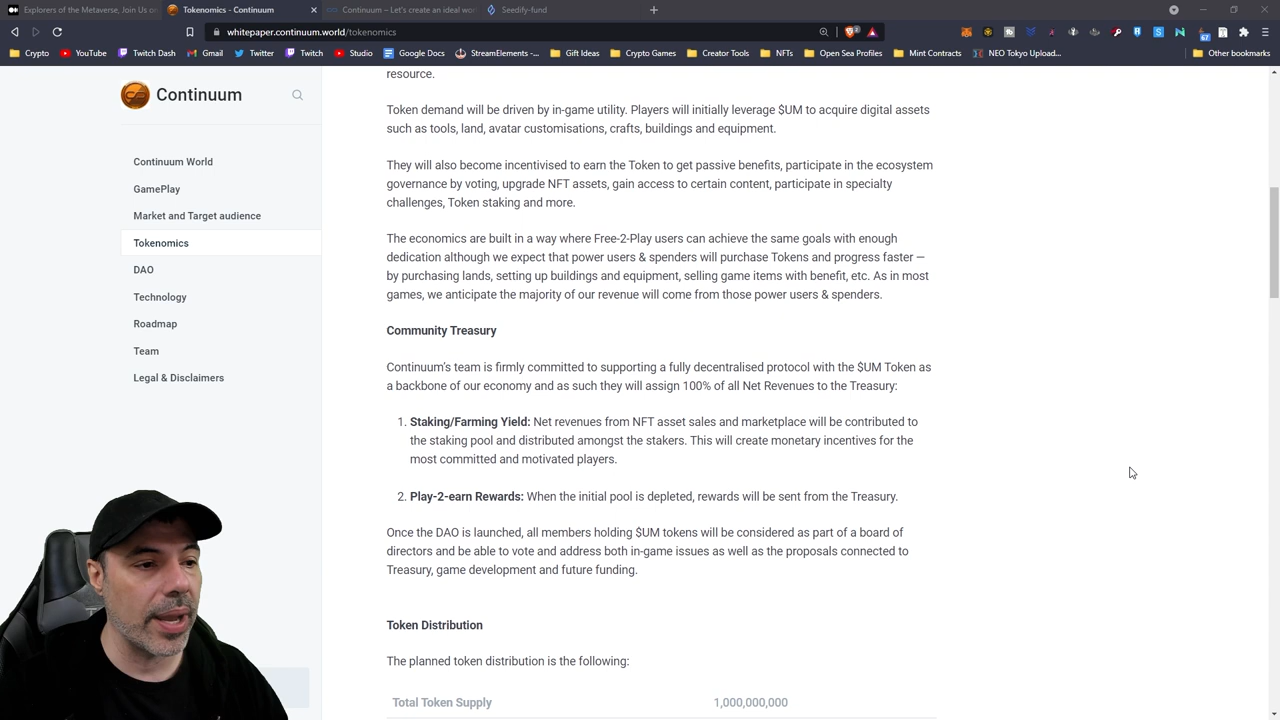 Explorers of the Metaverse, Join Us on
Tokenomics - Continuum
Continuum – Let's create an ideal wor
Seedify-fund
whitepaper.continuum.world/tokenomics
Crypto
YouTube
Twitch Dash
Gmail
Twitter
Twitch
Studio
Google Docs
StreamElements -...
Gift Ideas
Crypto Games
Creator Tools
NFTs
Open Sea Profiles
Mint Contracts
NEO Tokyo Upload...
Other bookmarks
Continuum
Continuum World
GamePlay
Market and Target audience
Tokenomics
DAO
Technology
Roadmap
Team
Legal & Disclaimers
resource.
Token demand will be driven by in-game utility. Players will initially leverage $UM to acquire digital assets
such as tools, land, avatar customisations, crafts, buildings and equipment.
They will also become incentivised to earn the Token to get passive benefits, participate in the ecosystem
governance by voting, upgrade NFT assets, gain access to certain content, participate in specialty
challenges, Token staking and more.
The economics are built in a way where Free-2-Play users can achieve the same goals with enough
dedication although we expect that power users & spenders will purchase Tokens and progress faster —
by purchasing lands, setting up buildings and equipment, selling game items with benefit, etc. As in most
games, we anticipate the majority of our revenue will come from those power users & spenders.
Community Treasury
Continuum's team is firmly committed to supporting a fully decentralised protocol with the $UM Token as
a backbone of our economy and as such they will assign 100% of all Net Revenues to the Treasury:
1. Staking/Farming Yield: Net revenues from NFT asset sales and marketplace will be contributed to
the staking pool and distributed amongst the stakers. This will create monetary incentives for the
most committed and motivated players.
2. Play-2-earn Rewards: When the initial pool is depleted, rewards will be sent from the Treasury.
Once the DAO is launched, all members holding $UM tokens will be considered as part of a board of
directors and be able to vote and address both in-game issues as well as the proposals connected to
Treasury, game development and future funding.
Token Distribution
The planned token distribution is the following:
Total Token Supply 1,000,000,000